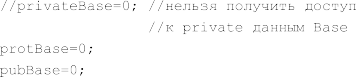 //privateBase=0; //нельзя получить доступ
//к private данным Base
protBase=0;
pubBase=0;